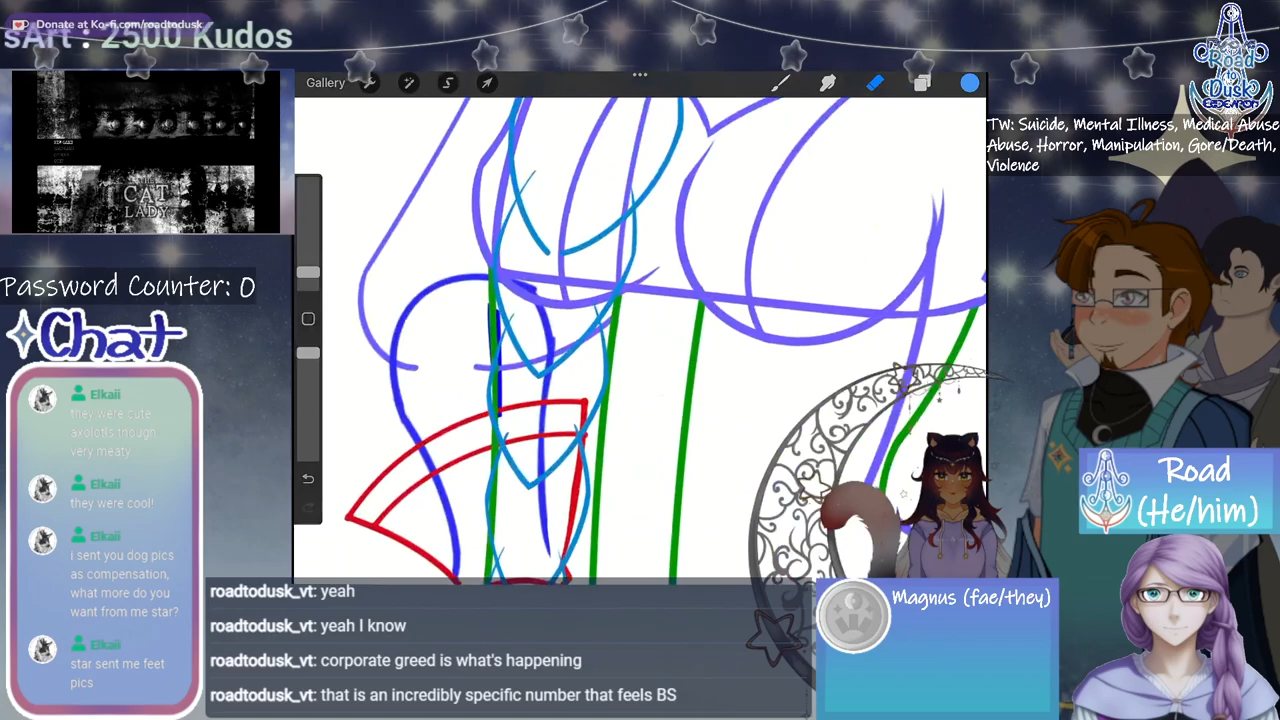 Donate at Ko-fi.com/roadtodusk
sArt : 2500 Kudos
Gallery
Road
to
Dusk
Tw: Suicide, Mental Illness, Medical Abuse
Abuse, Horror, Manipulation, Gore/Death,
Violence
THE
CAT
LADY
Password Counter: 0
Chat
Elkaii
they were cute
axolotls though
very meaty
Elkaii
they were cool!
Elkaii
i sent you dog pics
as compensation,
what more do you
want from me star?
Elkaii
star sent me feet
pics
roadtodusk_vt: yeah
roadtodusk_vt: yeah I know
roadtodusk_vt: corporate greed is what's happening
roadtodusk_vt: that is an incredibly specific number that feels BS
Road
(He/him)
Magnus (fae/they)